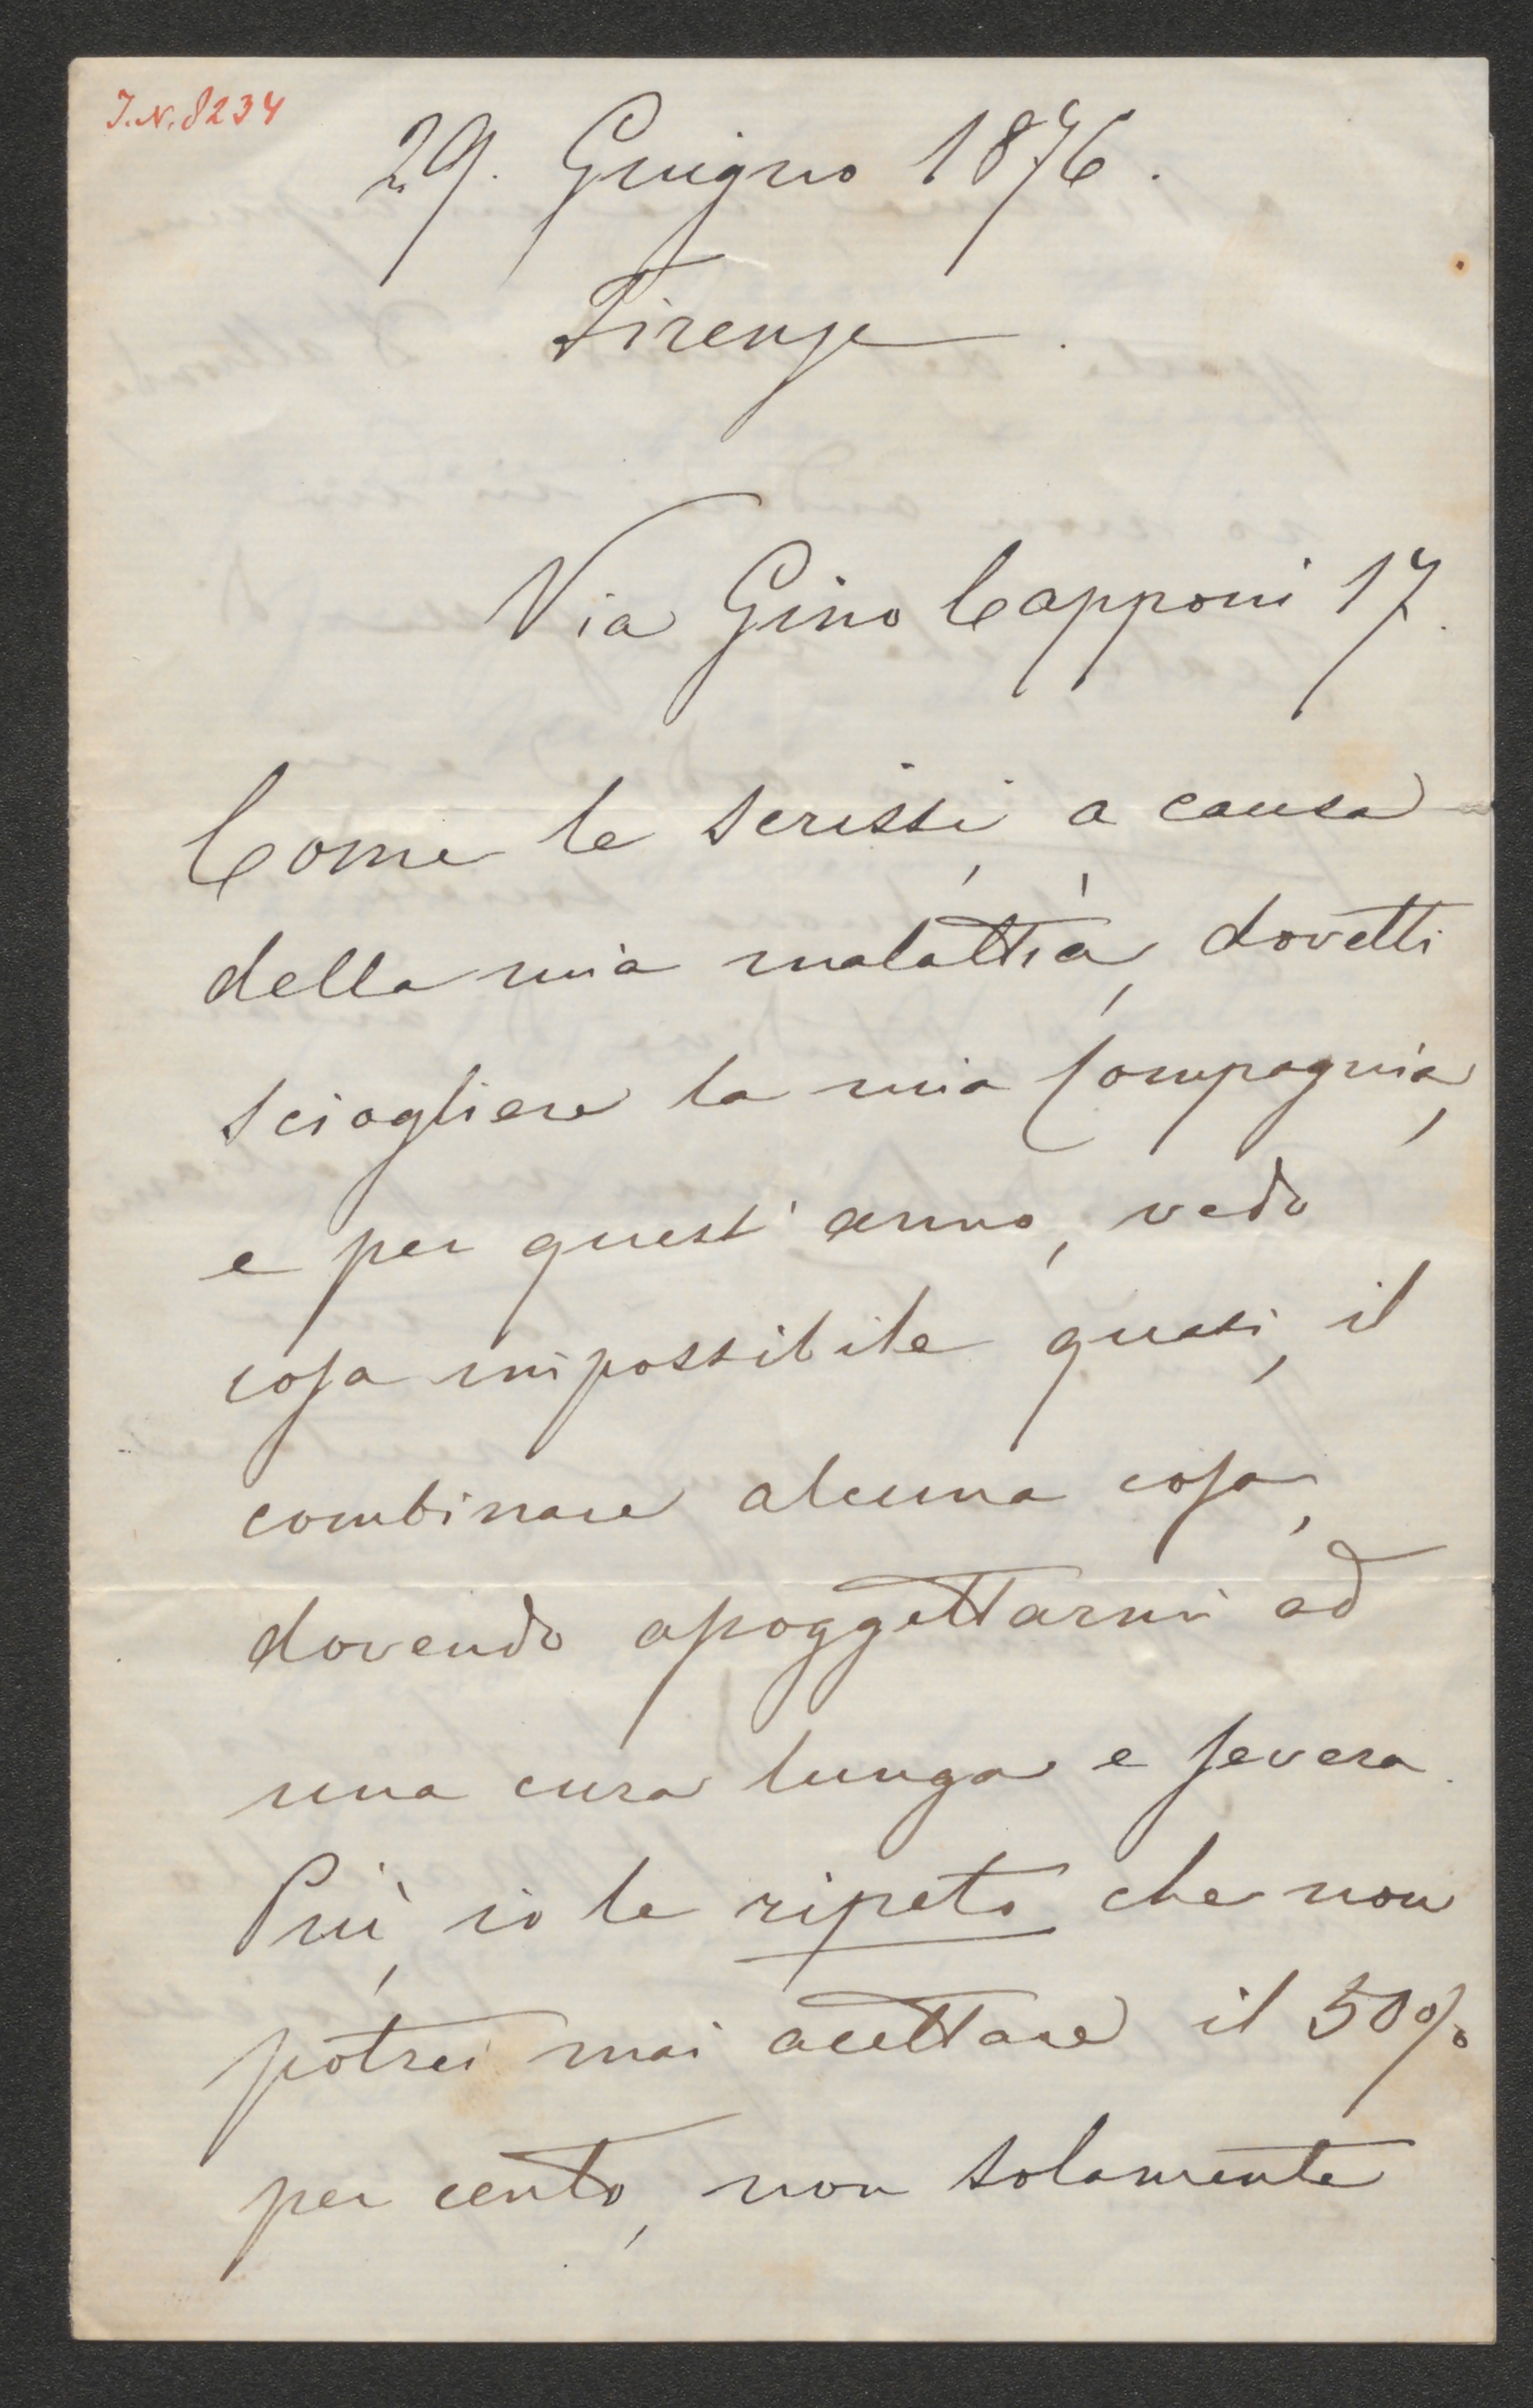 J.N. 8234
29. Giugno 1876.
Firenze.
Via Gino Capponi 17.
Come le scrissi, a causa
della mia malattia, dovetti
sciogliere la mia Compagnia,
e per quest'anno, vedo
cosa impossibile quasi, il
combinare alcuna cosa,
dovendo apoggettarmi ad
una cura lunga e severa.
Più, io le ripeto che non
potrei mai acettare il 50%
per cento, non solamente